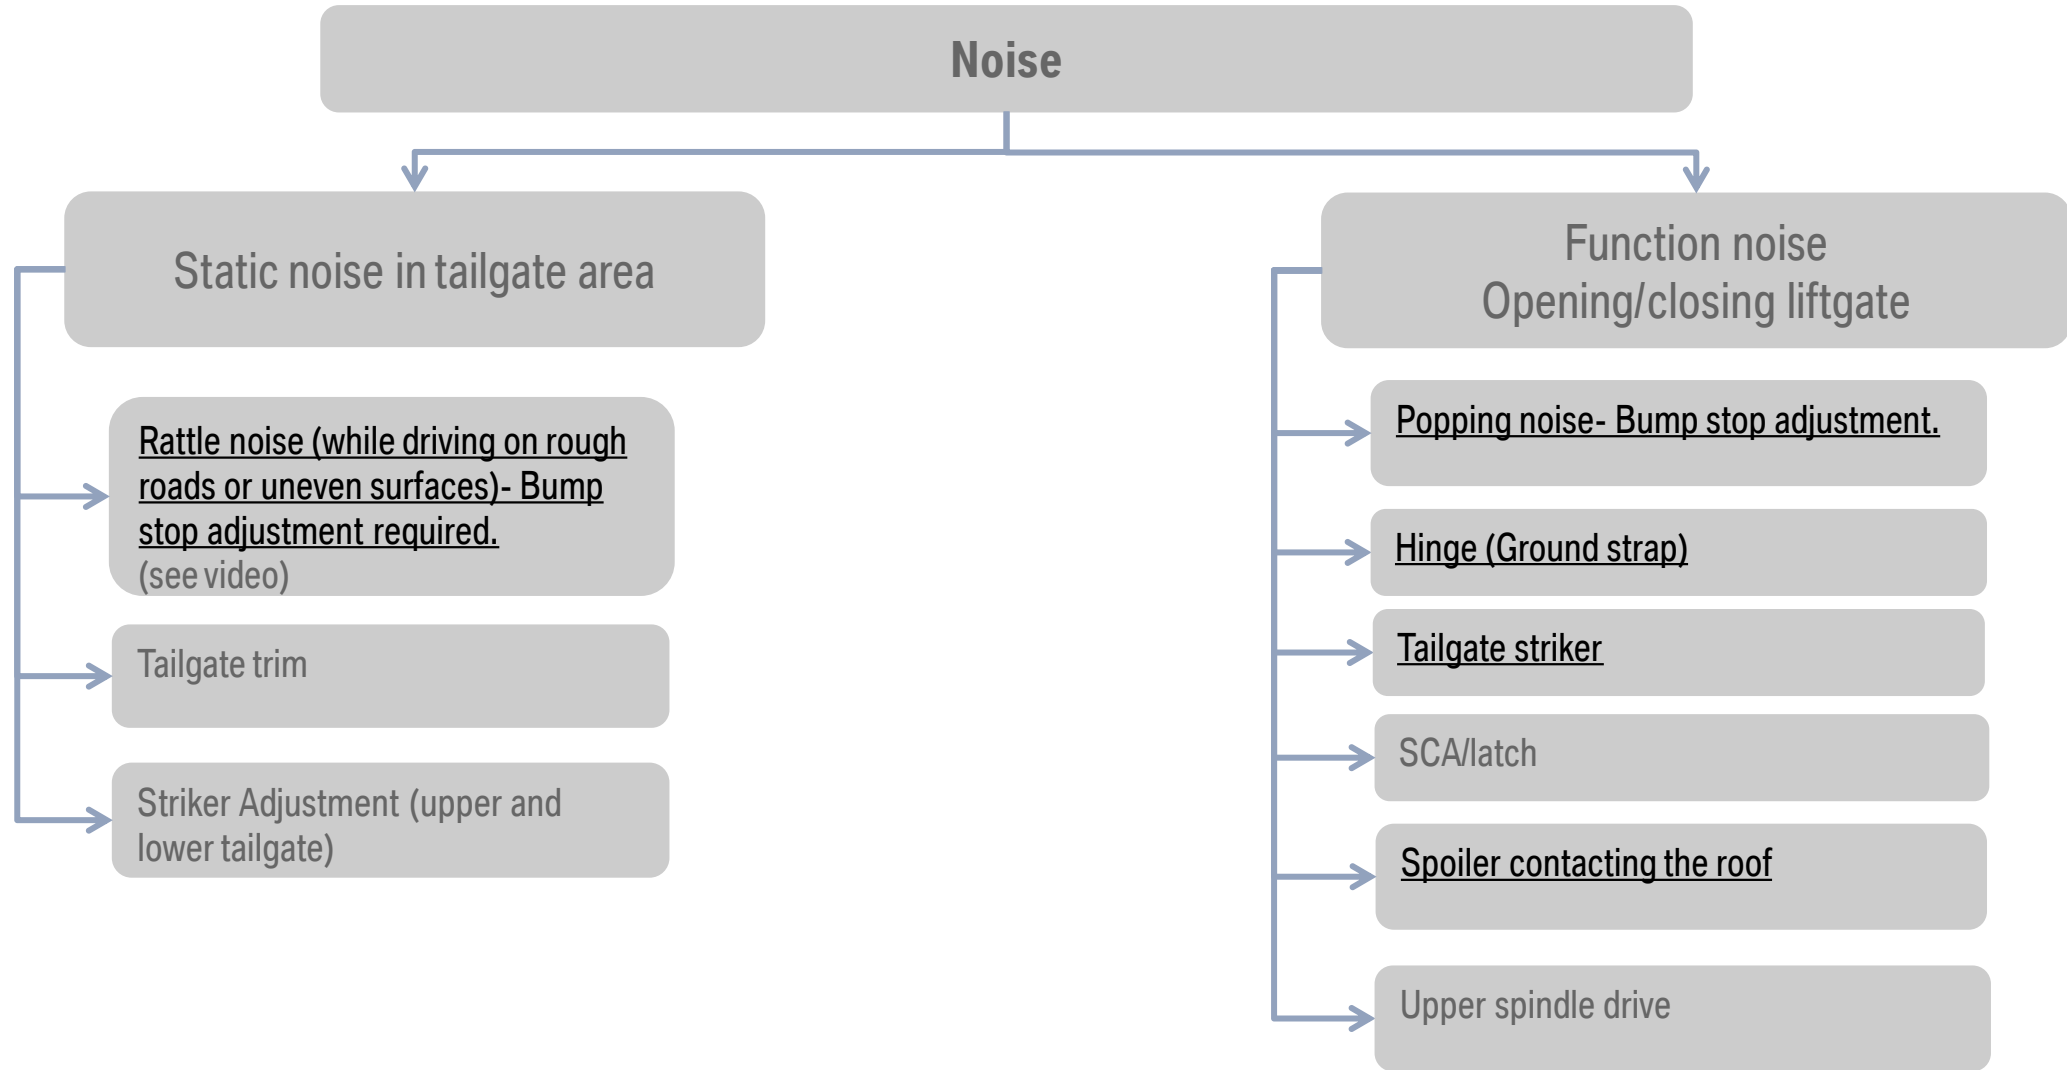 Noise
Static noise in tailgate area
Rattle noise (while driving on rough
roads or uneven surfaces)- Bump
stop adjustment required.
(see video)
Tailgate trim
Striker Adjustment (upper and
lower tailgate)
Function noise
Opening/closing liftgate
Popping noise- Bump stop adjustment.
Hinge (Ground strap)
Tailgate striker
SCA/latch
Spoiler contacting the roof
Upper spindle drive